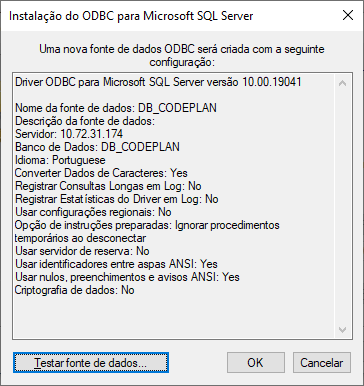 Instalação do ODBC para Microsoft SQL Server
Uma nova fonte de dados ODBC será criada com a seguinte
configuração:
Driver ODBC para Microsoft SQL Server versão 10.00.19041
Nome da fonte de dados: DB_CODEPLAN
Descrição da fonte de dados:
Servidor: 10.72.31.174
Banco de Dados: DB_CODEPLAN
Idioma: Portuguese
Converter Dados de Caracteres: Yes
Registrar Consultas Longas em Log: No
Registrar Estatísticas do Driver em Log: No
Usar configurações regionais: No
Opção de instruções preparadas: Ignorar procedimentos
temporários ao desconectar
Usar servidor de reserva: No
Usar identificadores entre aspas ANSI: Yes
Usar nulos, preenchimentos e avisos ANSI: Yes
Criptografia de dados: No
Testar fonte de dados... OK Cancelar